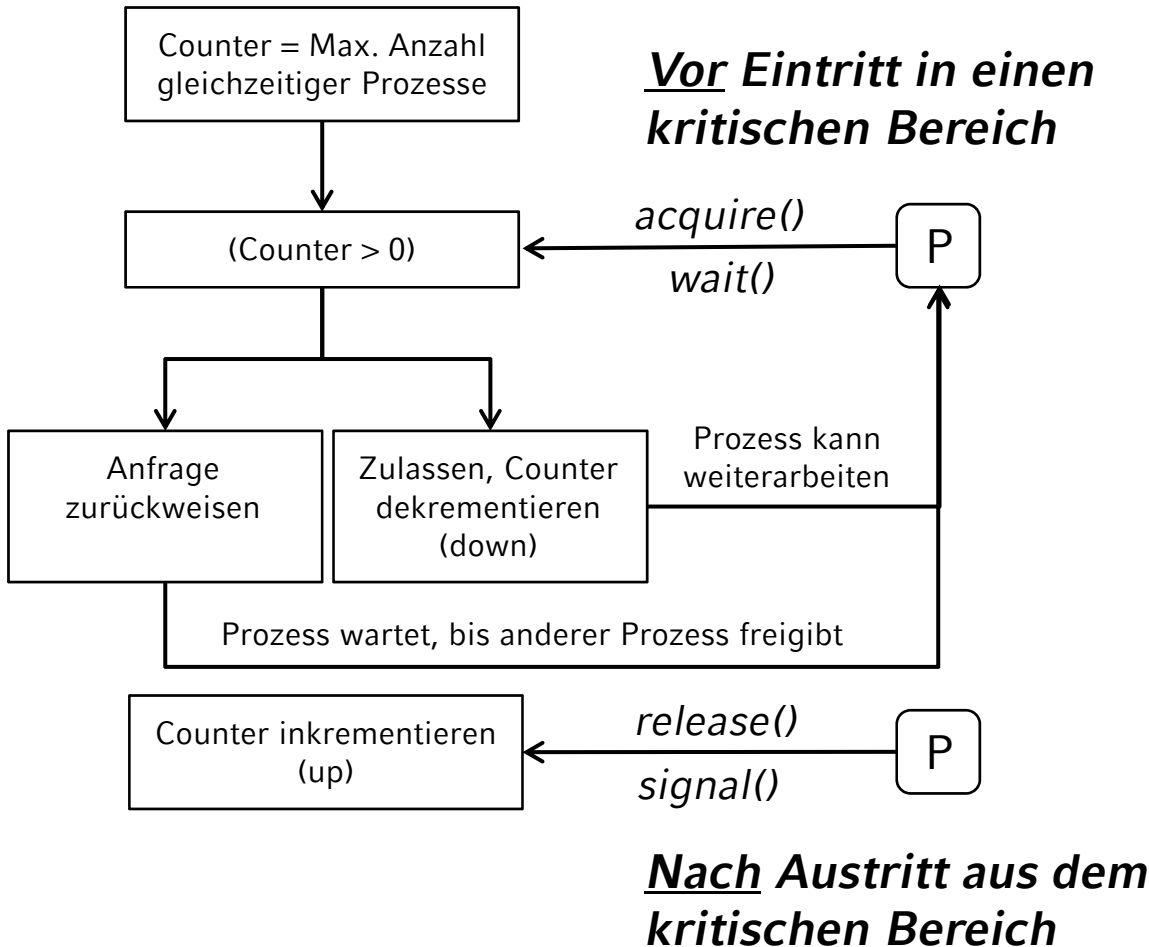 Counter = Max. Anzahl
gleichzeitiger Prozesse
Vor Eintritt in einen
kritischen Bereich
(Counter > 0)
acquire()
wait()
P
Anfrage
zurückweisen
Zulassen, Counter
dekrementieren
(down)
Prozess kann
weiterarbeiten
Prozess wartet, bis anderer Prozess freigibt
Counter inkrementieren
(up)
release()
signal()
P
Nach Austritt aus dem
kritischen Bereich